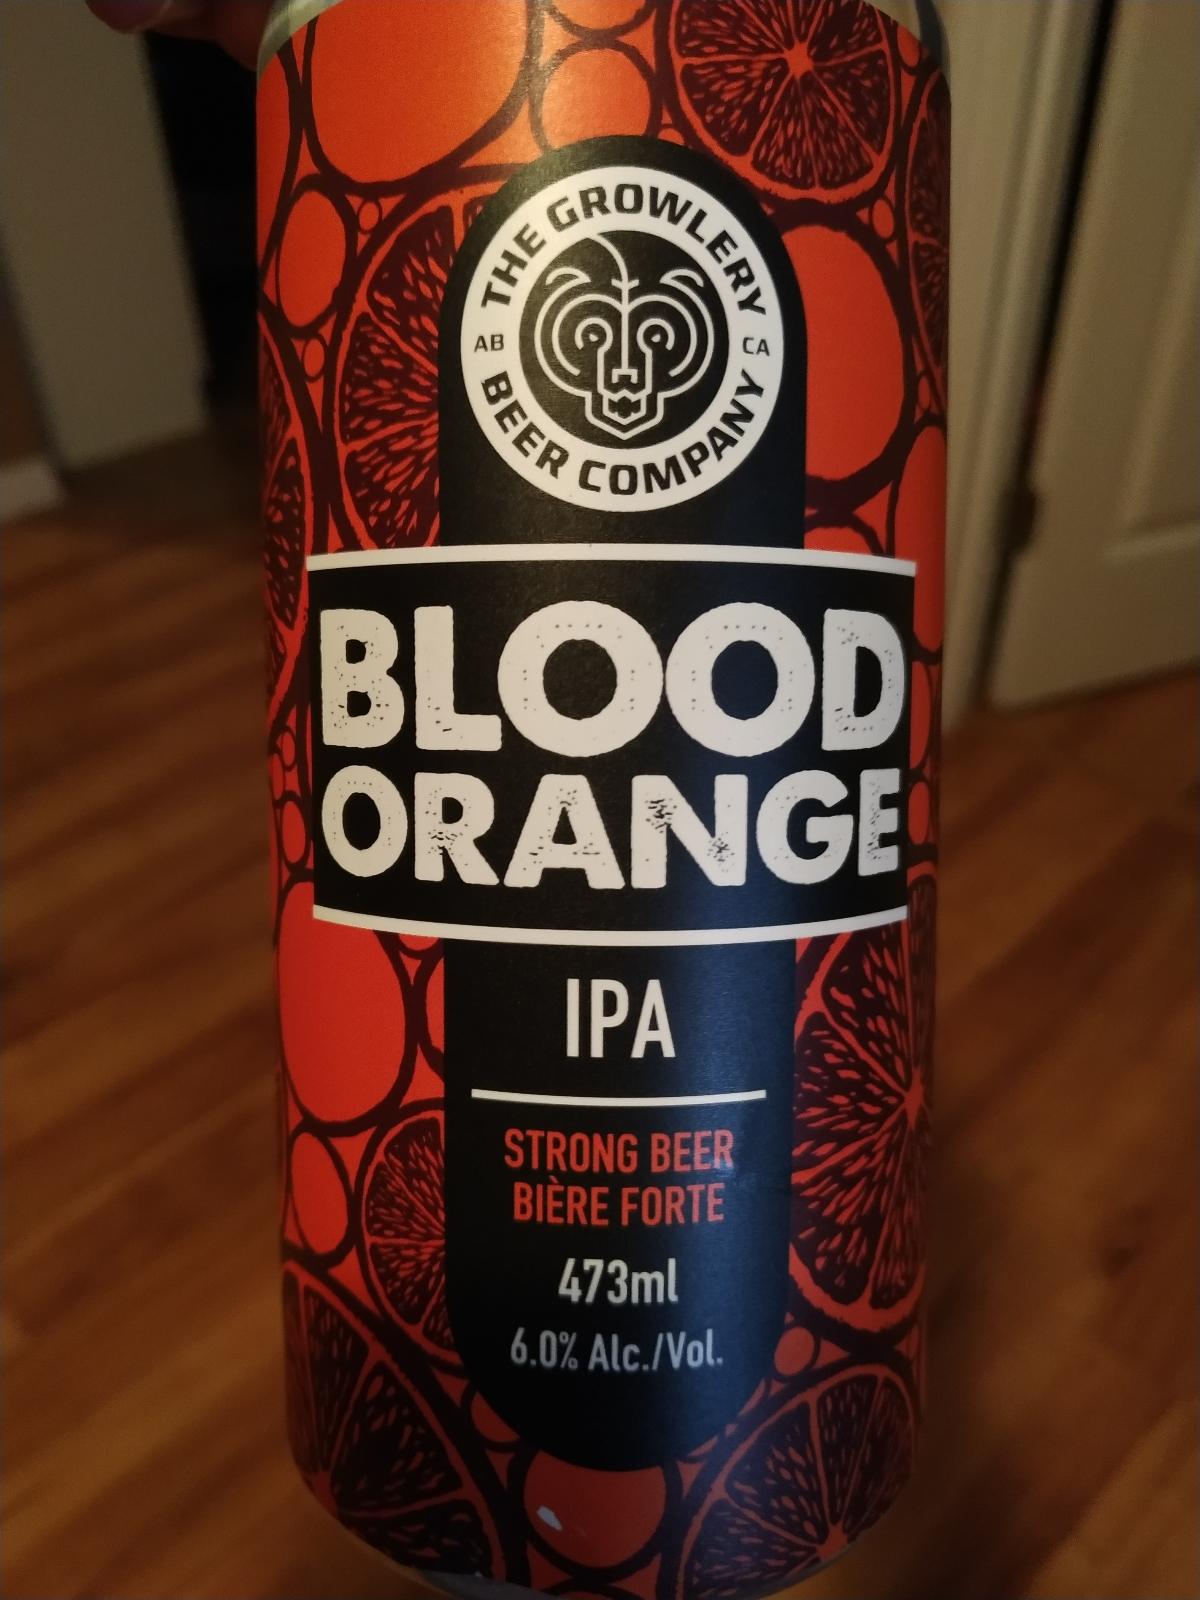 THE GROWLERY
AB
CA
BEER COMPANY
BLOOD
ORANGE
IPA
STRONG BEER
BIÈRE FORTE
473ml
6.0% Alc./Vol.